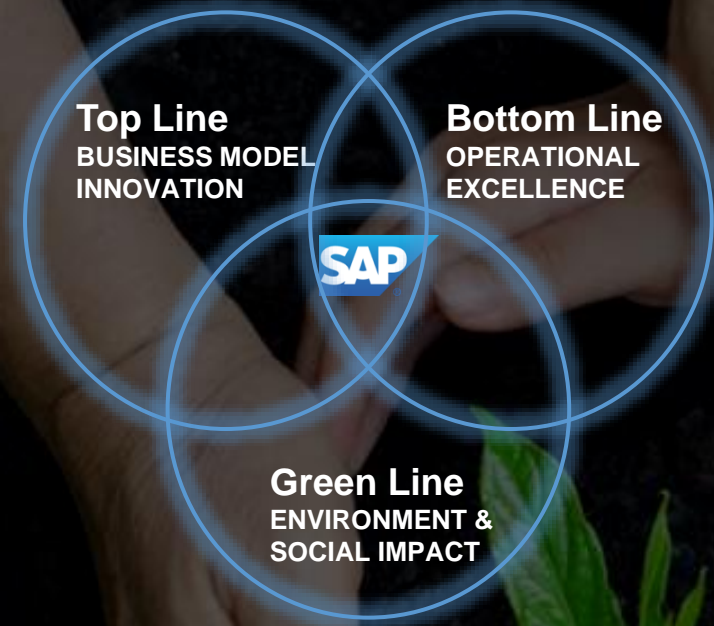 Top Line
BUSINESS MODEL
INNOVATION
Bottom Line
OPERATIONAL
EXCELLENCE
SAP
Green Line
ENVIRONMENT &
SOCIAL IMPACT